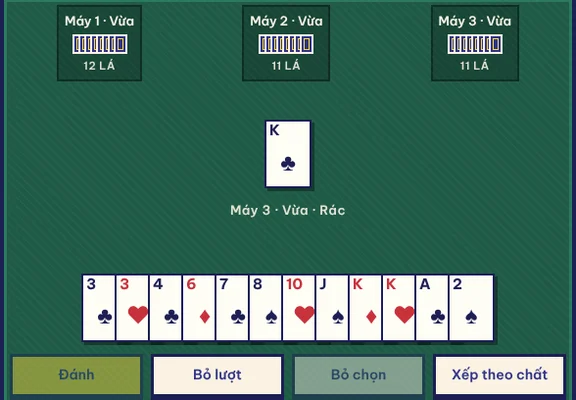 Máy 1 · Vừa
Máy 2 · Vừa
Máy 3 · Vừa
12 LÁ
11 LÁ
11 LÁ
K
Máy 3 · Vừa · Rác
3 3 4 6 7 8 10 J K K A 2
Đánh
Bỏ lượt
Bỏ chọn
Xếp theo chất